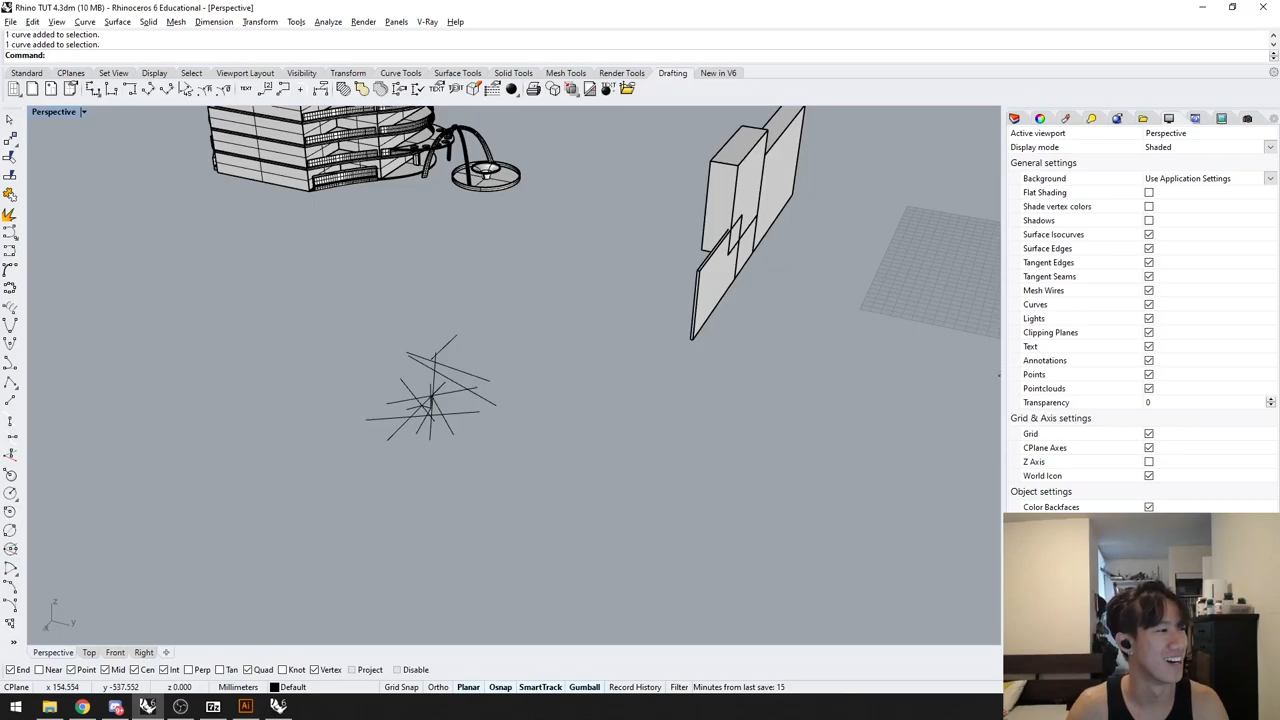 Rhino TUT 4.3dm (10 MB) - Rhinoceros 6 Educational - [Perspective]
File Edit View Curve Surface Solid Mesh Dimension Transform Tools Analyze Render Panels V-Ray Help
1 curve added to selection.
1 curve added to selection.
Command:
Standard CPlanes Set View Display Select Viewport Layout Visibility Transform Curve Tools Surface Tools Solid Tools Mesh Tools Render Tools Drafting New in V6
Perspective
Active viewport Perspective
Display mode Shaded
General settings
Background Use Application Settings
Flat Shading
Shade vertex colors
Shadows
Surface Isocurves
Surface Edges
Tangent Edges
Tangent Seams
Mesh Wires
Curves
Lights
Clipping Planes
Text
Annotations
Points
Pointclouds
Transparency 0
Grid & Axis settings
Grid
CPlane Axes
Z Axis
World Icon
Object settings
Color Backfaces
z
y
x
Perspective Top Front Right
End Near Point Mid Cen Int Perp Tan Quad Knot Vertex Project Disable
CPlane x 154.554 y -537.552 z 0.000 Millimeters Default Grid Snap Ortho Planar Osnap SmartTrack Gumball Record History Filter Minutes from last save: 15